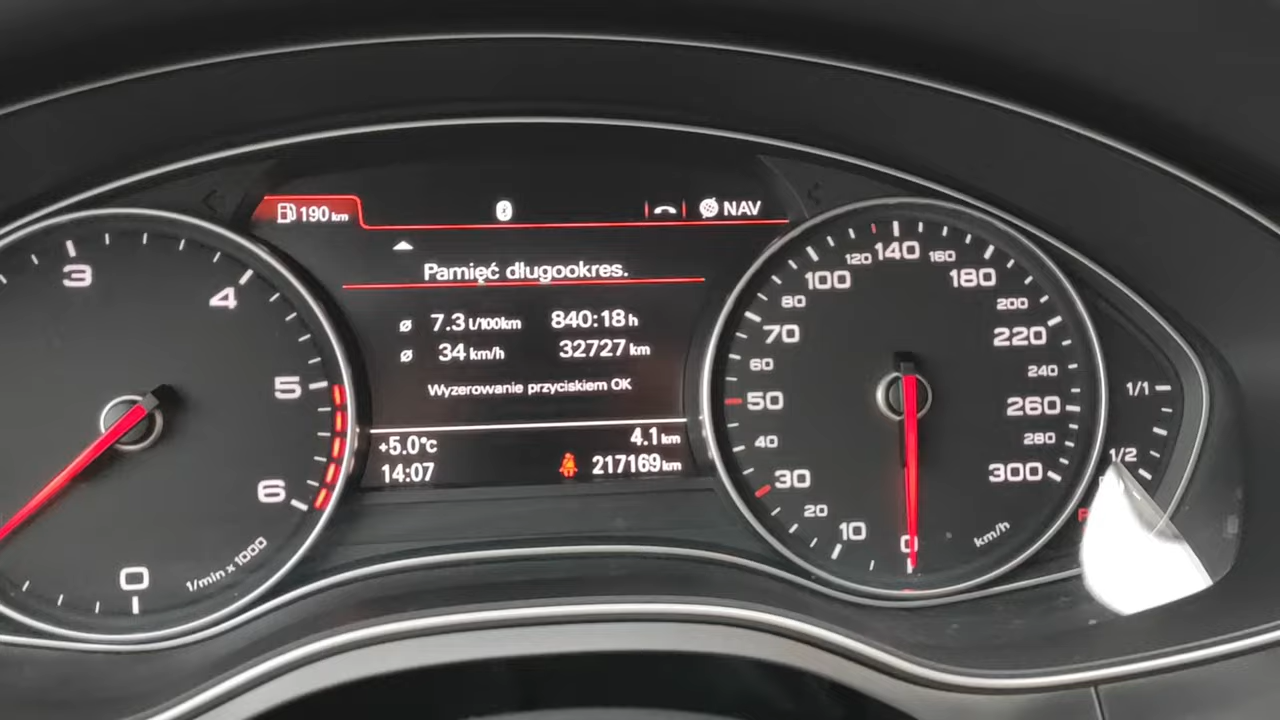 190 km
NAV
Pamięć długookres.
ø 7.3 l/100km 840:18 h
ø 34 km/h 32727 km
Wyzerowanie przyciskiem OK
+5.0°C 4.1 km
14:07 217169 km
0 3 4 5 6
1/min x 1000
0 10 20 30 40 50 60 70 80 100 120 140 160 180 200 220 240 260 280 300
km/h
1/1
1/2